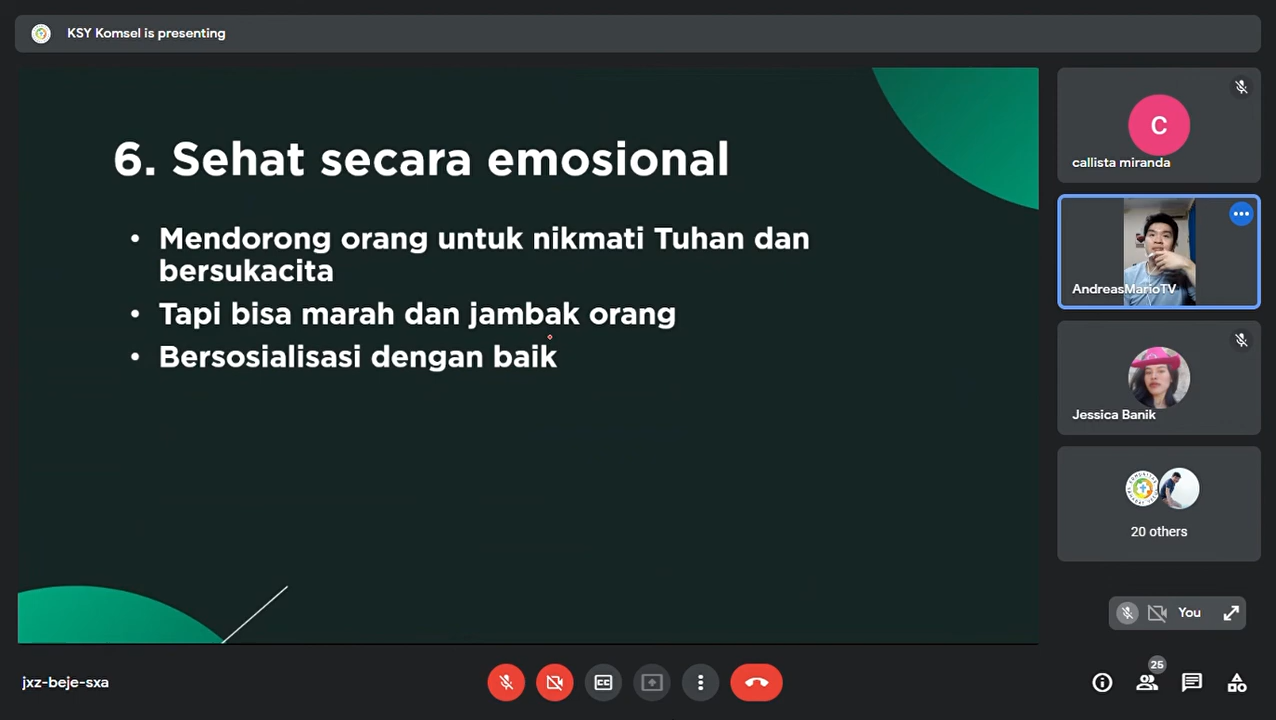 KSY Komsel is presenting
6. Sehat secara emosional
• Mendorong orang untuk nikmati Tuhan dan
bersukacita
• Tapi bisa marah dan jambak orang
• Bersosialisasi dengan baik
C
callista miranda
AndreasMarioTV
Jessica Banik
20 others
You
jxz-beje-sxa
CC
25